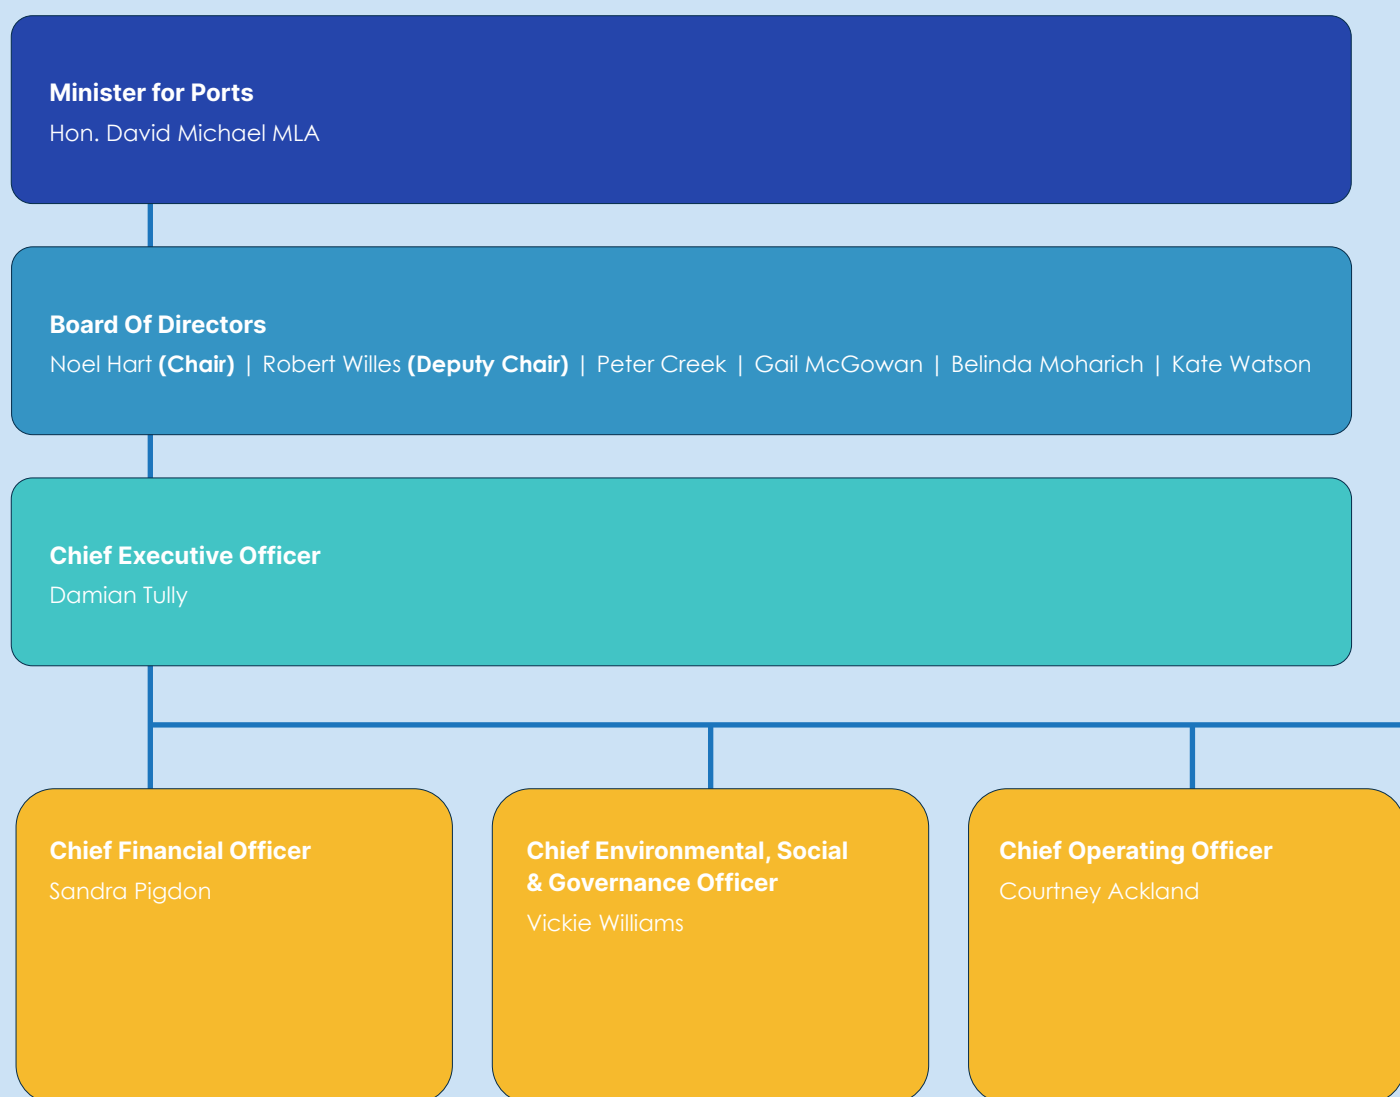 Minister for Ports
Hon. David Michael MLA
Board Of Directors
Noel Hart (Chair) | Robert Willes (Deputy Chair) | Peter Creek | Gail McGowan | Belinda Moharich | Kate Watson
Chief Executive Officer
Damian Tully
Chief Financial Officer
Sandra Pigdon
Chief Environmental, Social
& Governance Officer
Vickie Williams
Chief Operating Officer
Courtney Ackland